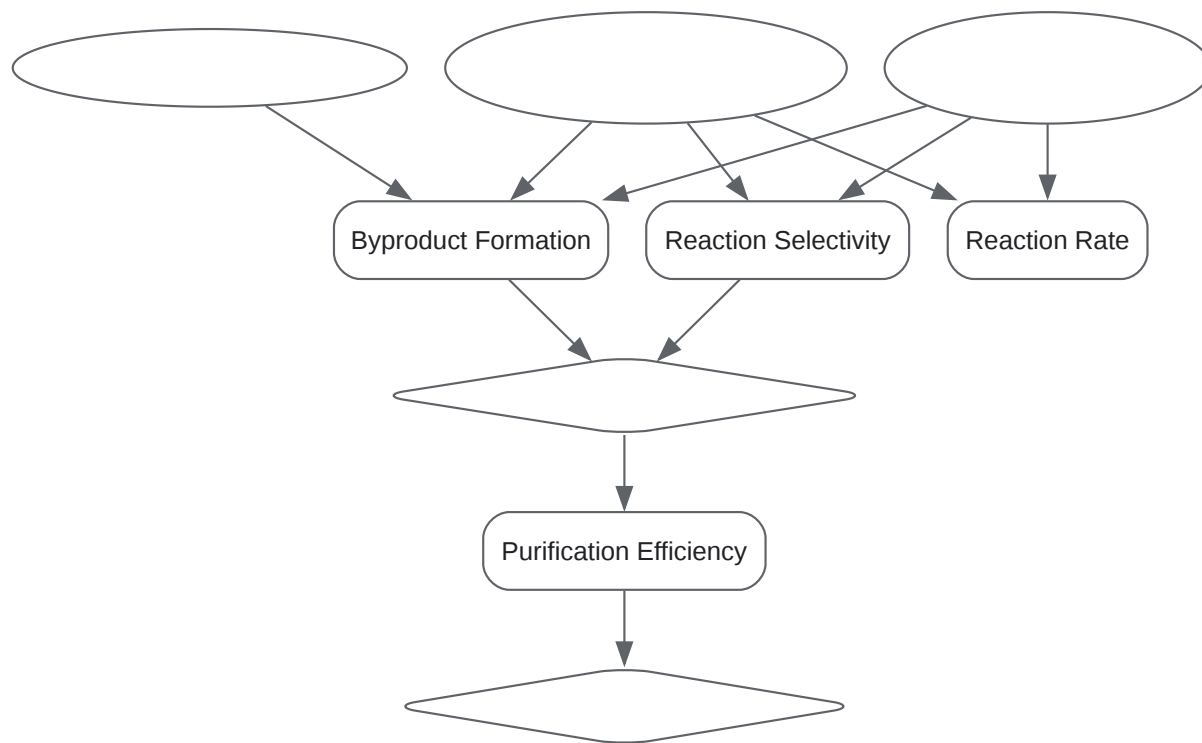 Byproduct Formation
Reaction Selectivity
Reaction Rate
Purification Efficiency